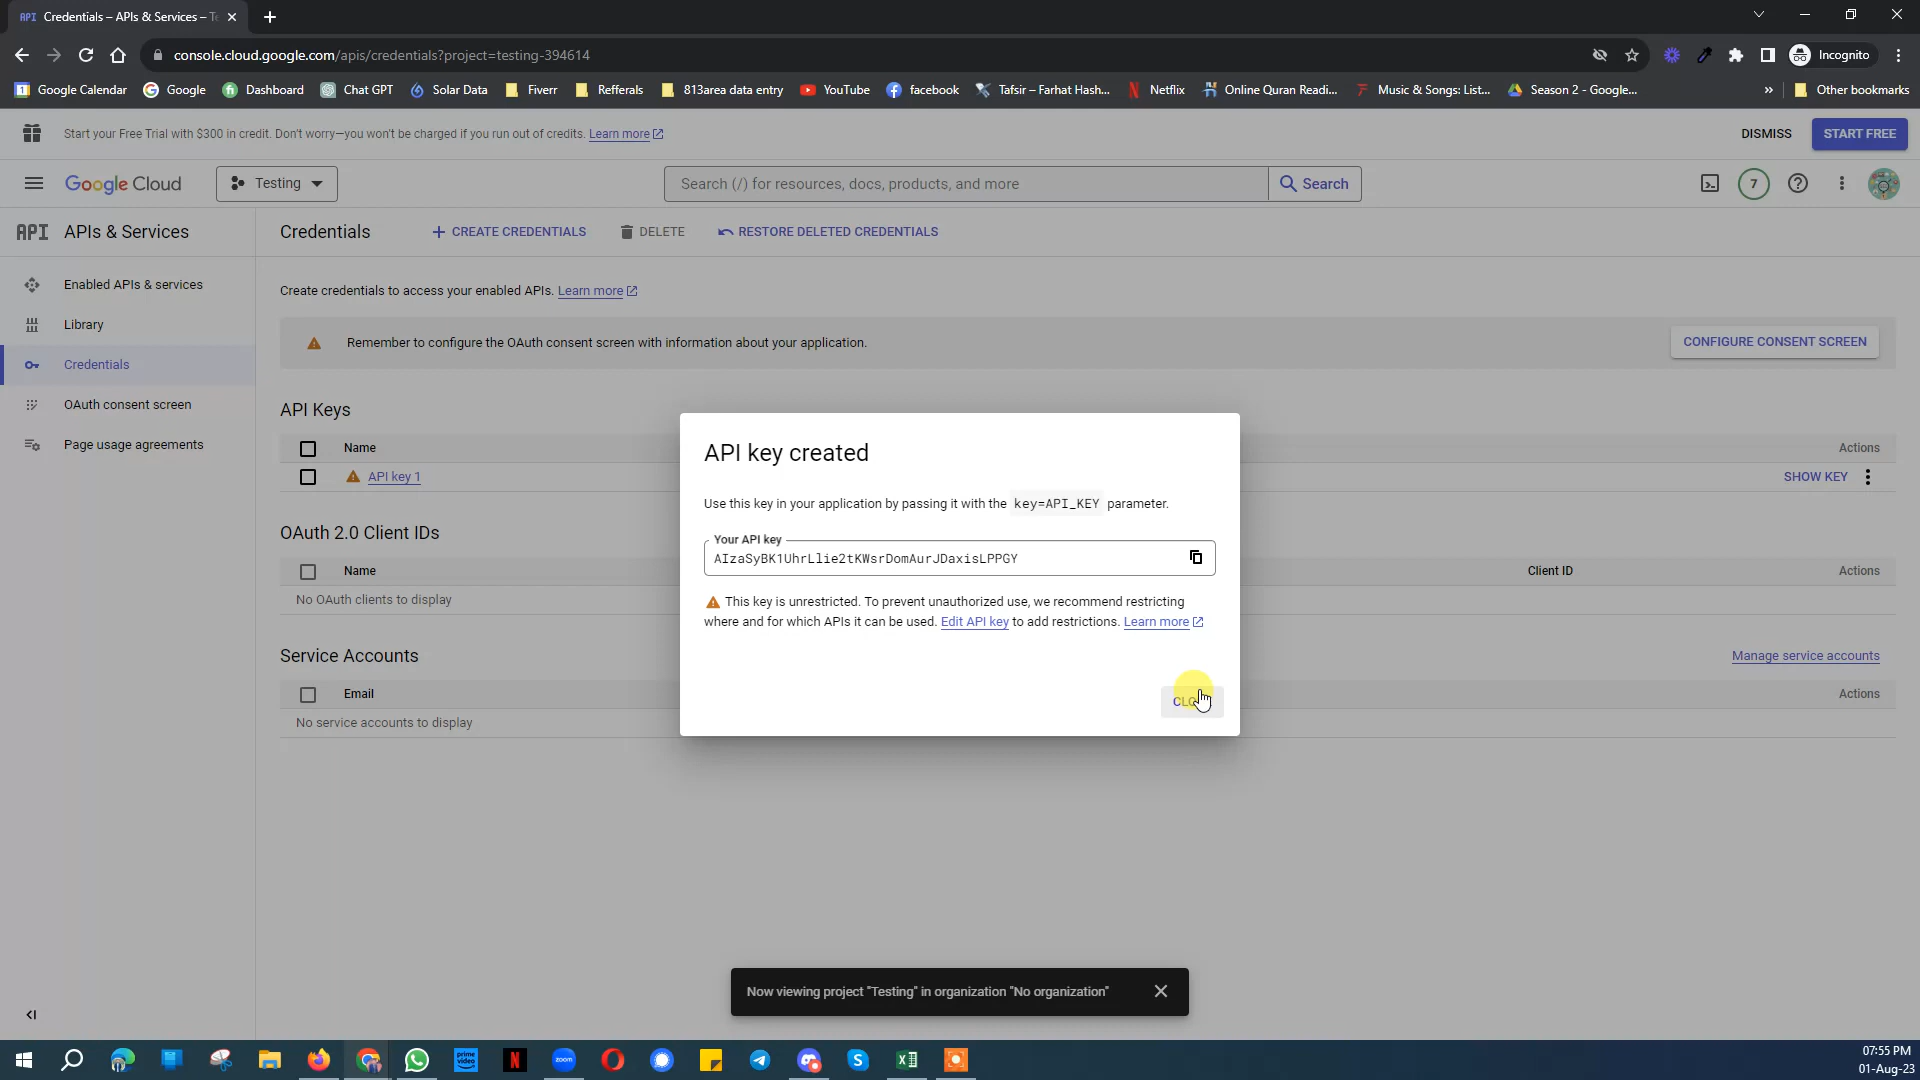 API Credentials – APIs & Services – Te
console.cloud.google.com/apis/credentials?project=testing-394614
Incognito
1 Google Calendar
Google
Dashboard
Chat GPT
Solar Data
Fiverr
Refferals
813area data entry
YouTube
facebook
Tafsir – Farhat Hash...
Netflix
Online Quran Readi...
Music & Songs: List...
Season 2 - Google...
»
Other bookmarks
Start your Free Trial with $300 in credit. Don't worry—you won't be charged if you run out of credits. Learn more
DISMISS
START FREE
Google Cloud
Testing
Search (/) for resources, docs, products, and more
Search
7
API APIs & Services
Credentials
+ CREATE CREDENTIALS
DELETE
RESTORE DELETED CREDENTIALS
Enabled APIs & services
Library
Credentials
OAuth consent screen
Page usage agreements
Create credentials to access your enabled APIs. Learn more
Remember to configure the OAuth consent screen with information about your application.
CONFIGURE CONSENT SCREEN
API Keys
Name
Actions
API key 1
SHOW KEY
OAuth 2.0 Client IDs
Name
Client ID
Actions
No OAuth clients to display
Service Accounts
Manage service accounts
Email
Actions
No service accounts to display
API key created
Use this key in your application by passing it with the key=API_KEY parameter.
Your API key
AIzaSyBK1UhrLlie2tKWsrDomAurJDaxisLPPGY
This key is unrestricted. To prevent unauthorized use, we recommend restricting
where and for which APIs it can be used. Edit API key to add restrictions. Learn more
Now viewing project "Testing" in organization "No organization"
prime video
N
zoom
07:55 PM
01-Aug-23